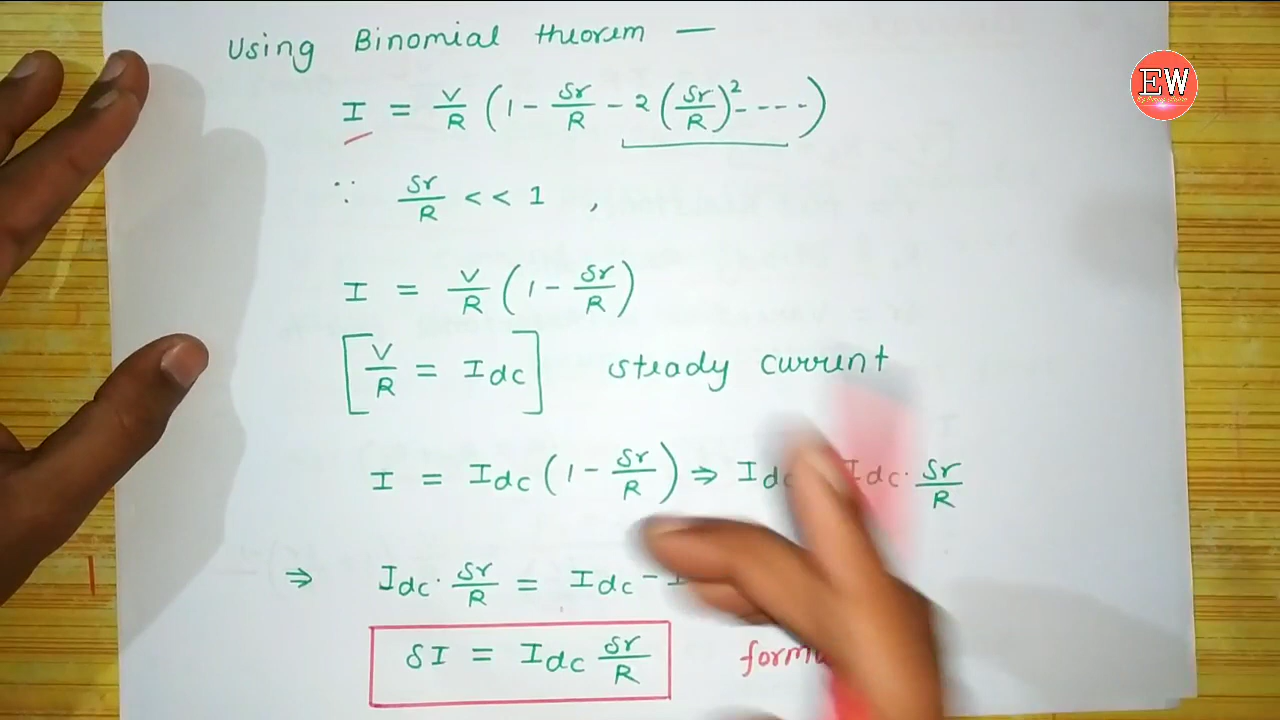 Using Binomial theorem —
EW
I = V/R (1 - δr/R - 2 (δr/R)² - - - -)
∵ δr/R << 1 ,
I = V/R (1 - δr/R)
[V/R = Idc] steady current
I = Idc (1 - δr/R) ⇒ Idc Idc · δr/R
⇒ Idc · δr/R = Idc -
δI = Idc δr/R